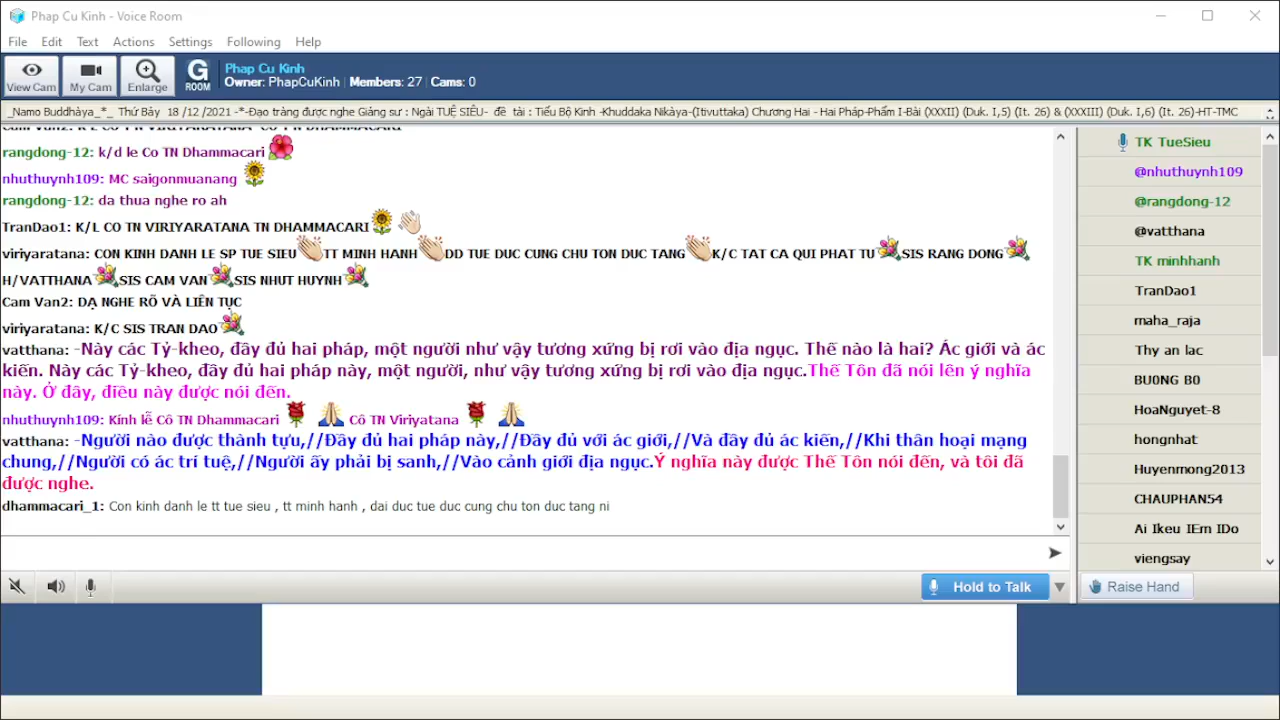 Phap Cu Kinh - Voice Room
File Edit Text Actions Settings Following Help
View Cam My Cam Enlarge G ROOM
Phap Cu Kinh
Owner: PhapCuKinh Members: 27 Cams: 0
_Namo Buddhàya_*_ Thứ Bảy 18 /12 /2021 -*-Đạo tràng được nghe Giảng sư : Ngài TUỆ SIÊU- đề tài : Tiểu Bộ Kinh -Khuddaka Nikàya-(Itivuttaka) Chương Hai - Hai Pháp-Phẩm I-Bài (XXXII) (Duk. I,5) (It. 26) & (XXXIII) (Duk. I,6) (It. 26)-HT-TMC
rangdong-12: k/d le Co TN Dhammacari
nhuthuynh109: MC saigonmuanang
rangdong-12: da thua nghe ro ah
TranDao1: K/L CO TN VIRIYARATANA TN DHAMMACARI
viriyaratana: CON KINH DANH LE SP TUE SIEU TT MINH HANH DD TUE DUC CUNG CHU TON DUC TANG K/C TAT CA QUI PHAT TU SIS RANG DONG
H/VATTHANA SIS CAM VAN SIS NHUT HUYNH
Cam Van2: DẠ NGHE RÕ VÀ LIÊN TỤC
viriyaratana: K/C SIS TRAN DAO
vatthana: -Này các Tỷ-kheo, đầy đủ hai pháp, một người như vậy tương xứng bị rơi vào địa ngục. Thế nào là hai? Ác giới và ác
kiến. Này các Tỷ-kheo, đầy đủ hai pháp này, một người, như vậy tương xứng bị rơi vào địa ngục.Thế Tôn đã nói lên ý nghĩa
này. Ở đây, điều này được nói đến.
nhuthuynh109: Kính lễ Cô TN Dhammacari Cô TN Viriyatana
vatthana: -Người nào được thành tựu,//Đầy đủ hai pháp này,//Đầy đủ với ác giới,//Và đầy đủ ác kiến,//Khi thân hoại mạng
chung,//Người có ác trí tuệ,//Người ấy phải bị sanh,//Vào cảnh giới địa ngục.Ý nghĩa này được Thế Tôn nói đến, và tôi đã
được nghe.
dhammacari_1: Con kinh danh le tt tue sieu , tt minh hanh , dai duc tue duc cung chu ton duc tang ni
Hold to Talk
TK TueSieu
@nhuthuynh109
@rangdong-12
@vatthana
TK minhhanh
TranDao1
maha_raja
Thy an lac
BU0NG B0
HoaNguyet-8
hongnhat
Huyenmong2013
CHAUPHAN54
Ai Ikeu IEm IDo
viengsay
Raise Hand